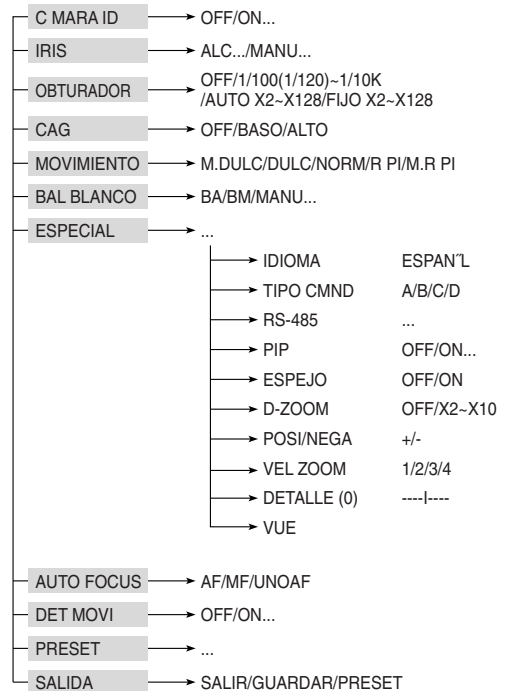 C MARA ID OFF/ON...
IRIS ALC.../MANU...
OBTURADOR OFF/1/100(1/120)~1/10K
/AUTO X2~X128/FIJO X2~X128
CAG OFF/BASO/ALTO
MOVIMIENTO M.DULC/DULC/NORM/R PI/M.R PI
BAL BLANCO BA/BM/MANU...
ESPECIAL ...
IDIOMA ESPAN˝L
TIPO CMND A/B/C/D
RS-485 ...
PIP OFF/ON...
ESPEJO OFF/ON
D-ZOOM OFF/X2~X10
POSI/NEGA +/-
VEL ZOOM 1/2/3/4
DETALLE (0) ----I----
VUE
AUTO FOCUS AF/MF/UNOAF
DET MOVI OFF/ON...
PRESET ...
SALIDA SALIR/GUARDAR/PRESET